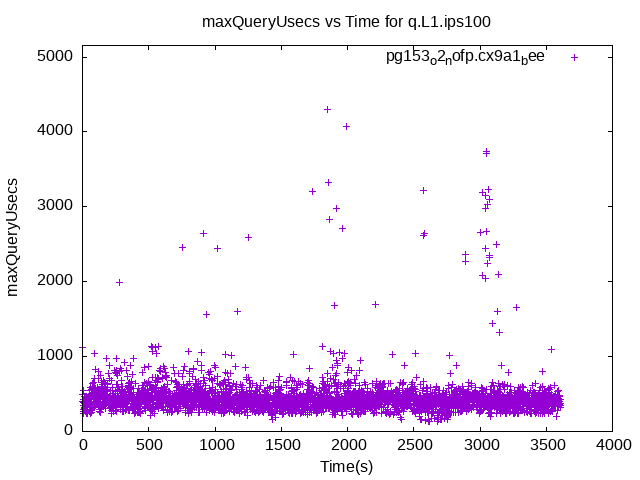 maxQueryUsecs vs Time for q.L1.ips100
pg153o2nofp.cx9a1bee
5000
4000
3000
2000
1000
0
maxQueryUsecs
0 500 1000 1500 2000 2500 3000 3500 4000
Time(s)